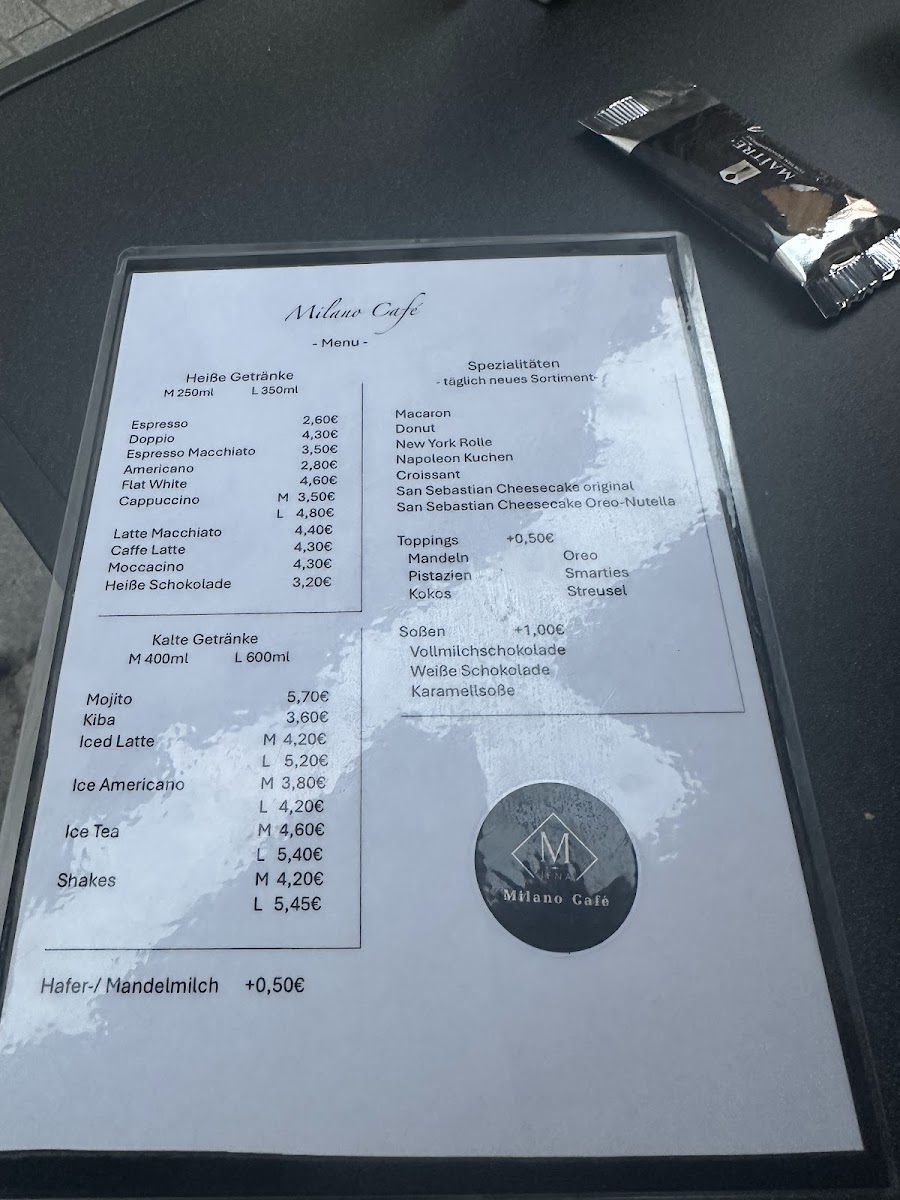 MAÎTRE
Milano Café
- Menu -
Heiße Getränke
M 250ml L 350ml
Espresso 2,60€
Doppio 4,30€
Espresso Macchiato 3,50€
Americano 2,80€
Flat White 4,60€
Cappuccino M 3,50€
L 4,80€
Latte Macchiato 4,40€
Caffe Latte 4,30€
Moccacino 4,30€
Heiße Schokolade 3,20€
Kalte Getränke
M 400ml L 600ml
Mojito 5,70€
Kiba 3,60€
Iced Latte M 4,20€
L 5,20€
Ice Americano M 3,80€
L 4,20€
Ice Tea M 4,60€
L 5,40€
Shakes M 4,20€
L 5,45€
Hafer-/ Mandelmilch +0,50€
Spezialitäten
- täglich neues Sortiment-
Macaron
Donut
New York Rolle
Napoleon Kuchen
Croissant
San Sebastian Cheesecake original
San Sebastian Cheesecake Oreo-Nutella
Toppings +0,50€
Mandeln Oreo
Pistazien Smarties
Kokos Streusel
Soßen +1,00€
Vollmilchschokolade
Weiße Schokolade
Karamellsoße
M
JENA
Milano Café